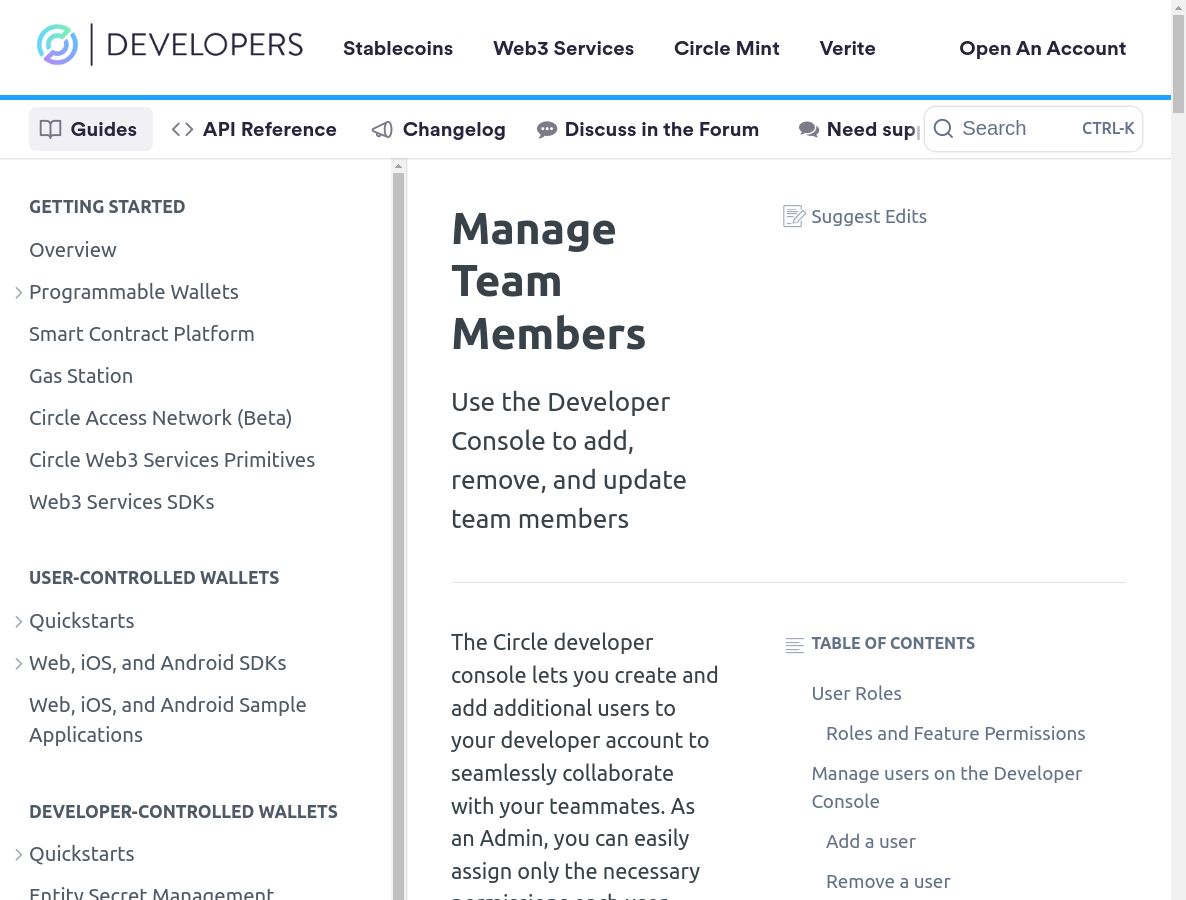 DEVELOPERS
Stablecoins
Web3 Services
Circle Mint
Verite
Open An Account
Guides
API Reference
Changelog
Discuss in the Forum
Need sup
Search
CTRL-K
GETTING STARTED
Overview
Programmable Wallets
Smart Contract Platform
Gas Station
Circle Access Network (Beta)
Circle Web3 Services Primitives
Web3 Services SDKs
USER-CONTROLLED WALLETS
Quickstarts
Web, iOS, and Android SDKs
Web, iOS, and Android Sample
Applications
DEVELOPER-CONTROLLED WALLETS
Quickstarts
Entity Secret Management
Manage
Team
Members
Suggest Edits
Use the Developer
Console to add,
remove, and update
team members
The Circle developer
console lets you create and
add additional users to
your developer account to
seamlessly collaborate
with your teammates. As
an Admin, you can easily
assign only the necessary
permissions each user
TABLE OF CONTENTS
User Roles
Roles and Feature Permissions
Manage users on the Developer
Console
Add a user
Remove a user